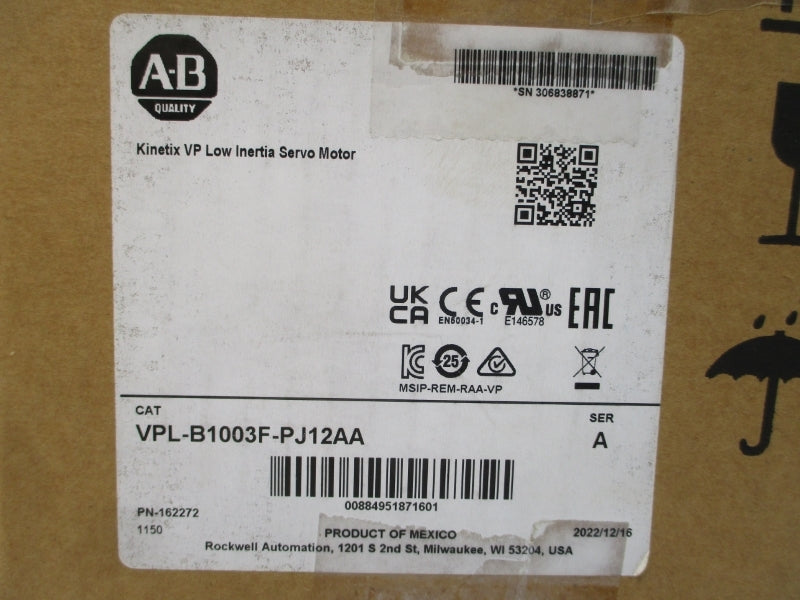 A-B
QUALITY
*SN 306838871*
Kinetix VP Low Inertia Servo Motor
UK
CA
CE
EN60034-1
c RU® US
E146578
EAC
KC
25
MSIP-REM-RAA-VP
CAT
VPL-B1003F-PJ12AA
SER
A
00884951871601
PN-162272
1150
PRODUCT OF MEXICO
2022/12/16
Rockwell Automation, 1201 S 2nd St, Milwaukee, WI 53204, USA